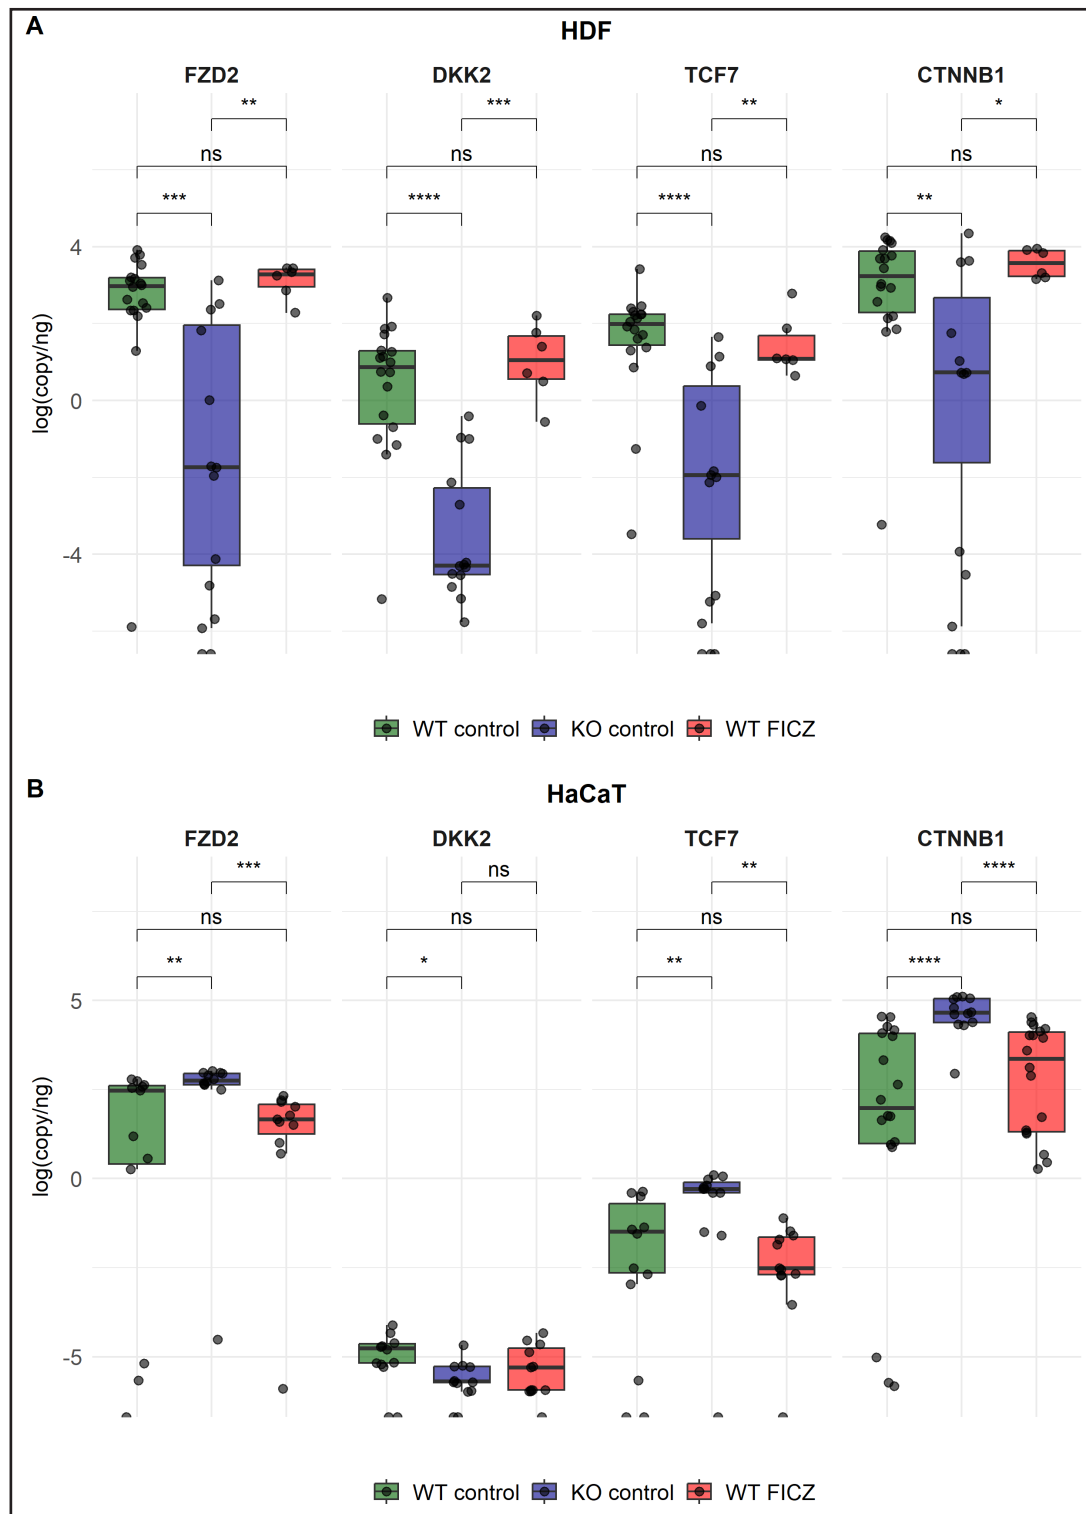 A
HDF
FZD2 DKK2 TCF7 CTNNB1
** *** ** *
ns ns ns ns
*** **** **** **
4
0
-4
log(copy/ng)
WT control KO control WT FICZ
B
HaCaT
FZD2 DKK2 TCF7 CTNNB1
*** ns ** ****
ns ns ns ns
** * ** ****
5
0
-5
log(copy/ng)
WT control KO control WT FICZ